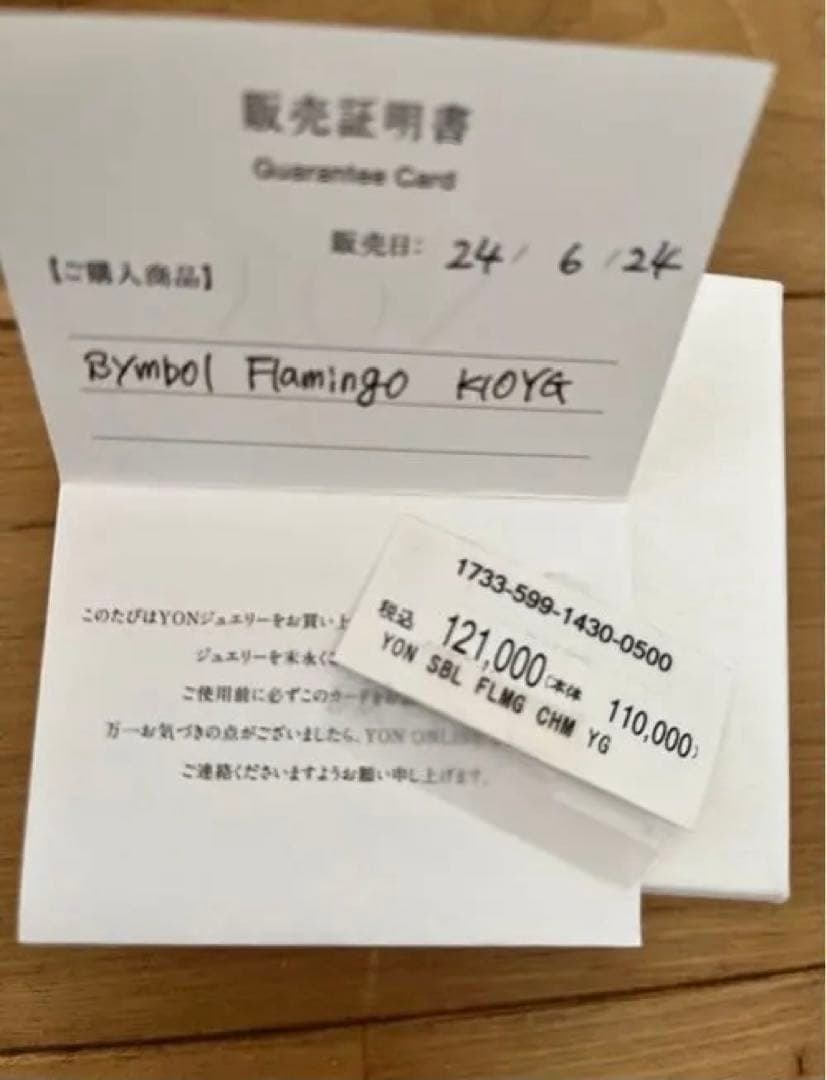 販売証明書
Guarantee Card
販売日: 24 / 6 / 24
【ご購入商品】
Bymbol Flamingo K10YG
このたびはYONジュエリーをお買い上
ジュエリーを末永く
ご使用前に必ずこのカードを
万一お気づきの点がございましたら、YON ONLINE
ご連絡くださいますようお願い申し上げます。
1733-599-1430-0500
税込 121,000(本体 110,000)
YON SBL FLMG CHM YG